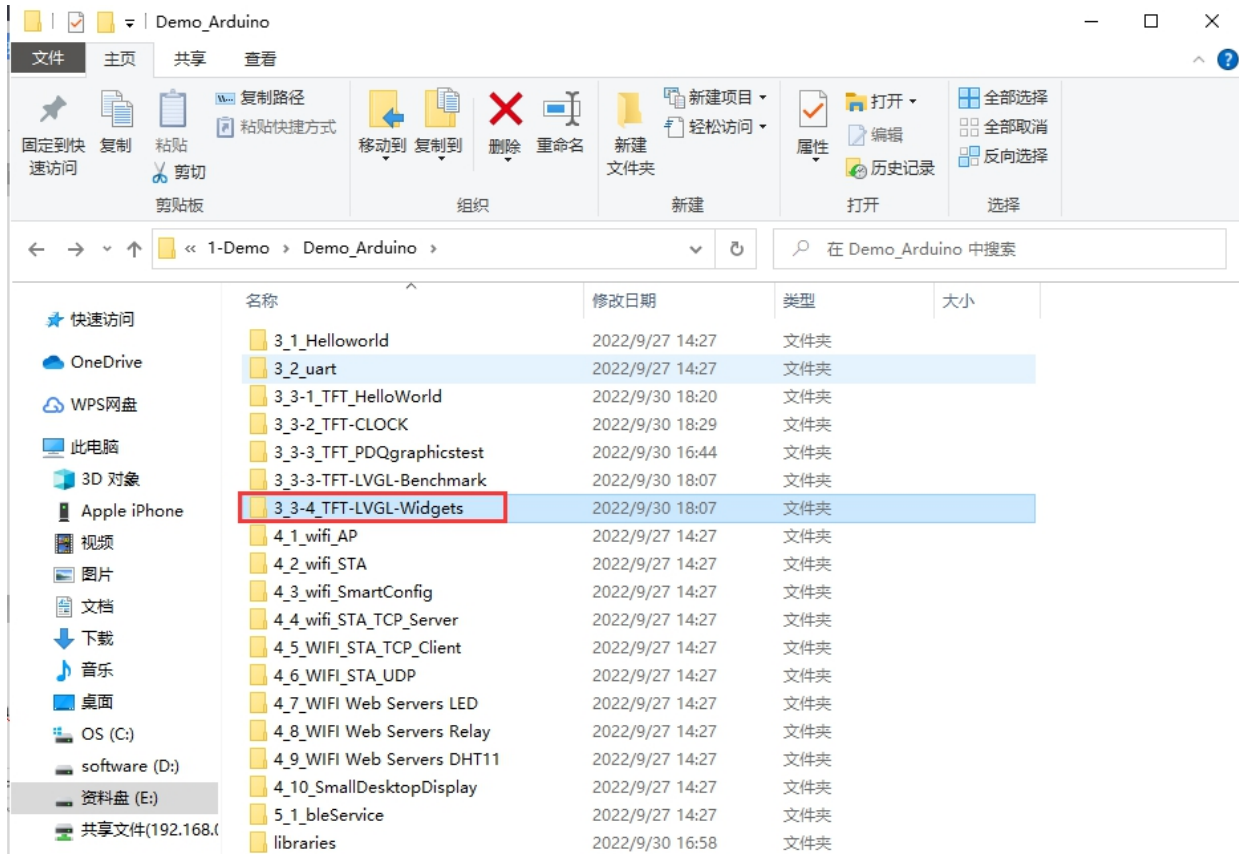 Demo_Arduino
文件 主页 共享 查看
固定到快速访问
复制
粘贴
复制路径
粘贴快捷方式
剪切
移动到 复制到 删除 重命名
新建文件夹
新建项目
轻松访问
属性
打开
编辑
历史记录
全部选择
全部取消
反向选择
剪贴板 组织 新建 打开 选择
« 1-Demo › Demo_Arduino ›
在 Demo_Arduino 中搜索
名称 修改日期 类型 大小
快速访问
OneDrive
WPS网盘
此电脑
3D 对象
Apple iPhone
视频
图片
文档
下载
音乐
桌面
OS (C:)
software (D:)
资料盘 (E:)
共享文件(192.168.0
3_1_Helloworld 2022/9/27 14:27 文件夹
3_2_uart 2022/9/27 14:27 文件夹
3_3-1_TFT_HelloWorld 2022/9/30 18:20 文件夹
3_3-2_TFT-CLOCK 2022/9/30 18:29 文件夹
3_3-3_TFT_PDQgraphicstest 2022/9/30 16:44 文件夹
3_3-3-TFT-LVGL-Benchmark 2022/9/30 18:07 文件夹
3_3-4_TFT-LVGL-Widgets 2022/9/30 18:07 文件夹
4_1_wifi_AP 2022/9/27 14:27 文件夹
4_2_wifi_STA 2022/9/27 14:27 文件夹
4_3_wifi_SmartConfig 2022/9/27 14:27 文件夹
4_4_wifi_STA_TCP_Server 2022/9/27 14:27 文件夹
4_5_WIFI_STA_TCP_Client 2022/9/27 14:27 文件夹
4_6_WIFI_STA_UDP 2022/9/27 14:27 文件夹
4_7_WIFI Web Servers LED 2022/9/27 14:27 文件夹
4_8_WIFI Web Servers Relay 2022/9/27 14:27 文件夹
4_9_WIFI Web Servers DHT11 2022/9/27 14:27 文件夹
4_10_SmallDesktopDisplay 2022/9/27 14:27 文件夹
5_1_bleService 2022/9/27 14:27 文件夹
libraries 2022/9/30 16:58 文件夹